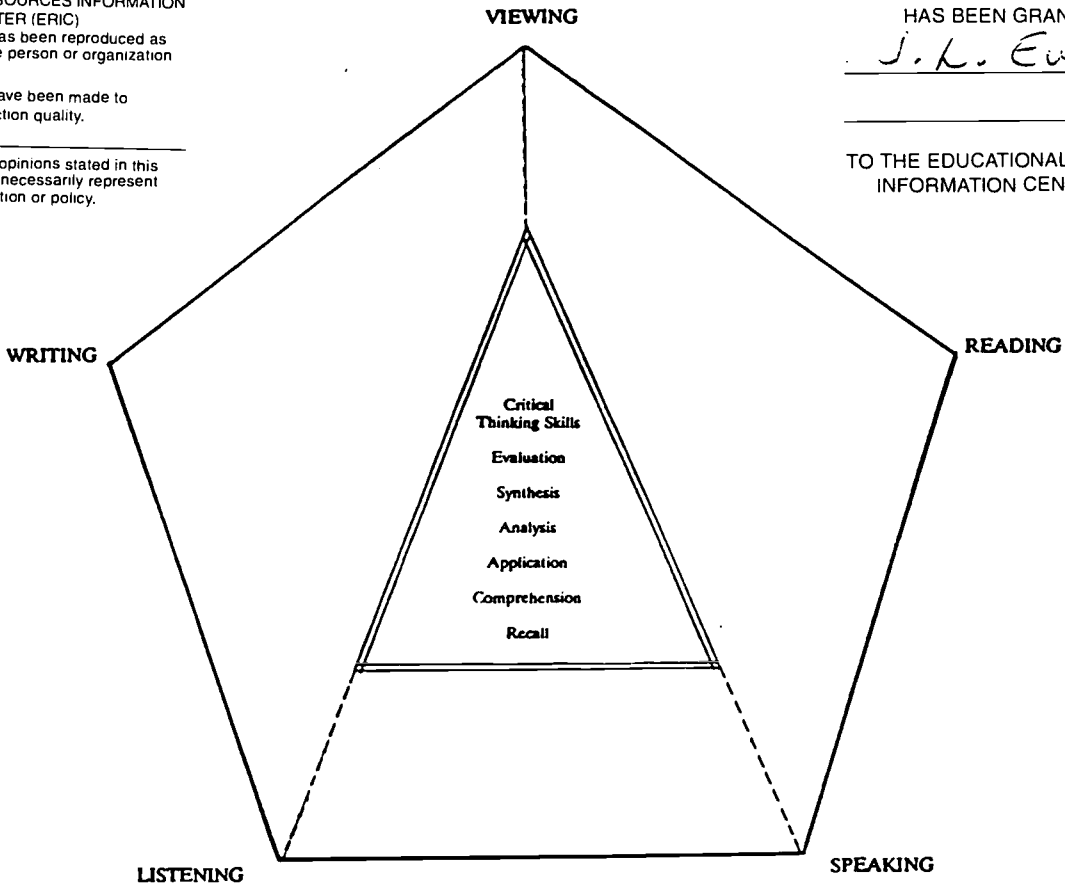 SOURCES INFORMATION
TER (ERIC)
as been reproduced as
e person or organization
ave been made to
ction quality.
opinions stated in this
necessarily represent
tion or policy.
HAS BEEN GRAN
J. L. Eu
TO THE EDUCATIONAL
INFORMATION CEN
VIEWING
WRITING
READING
Critical
Thinking Skills
Evaluation
Synthesis
Analysis
Application
Comprehension
Recall
LISTENING
SPEAKING